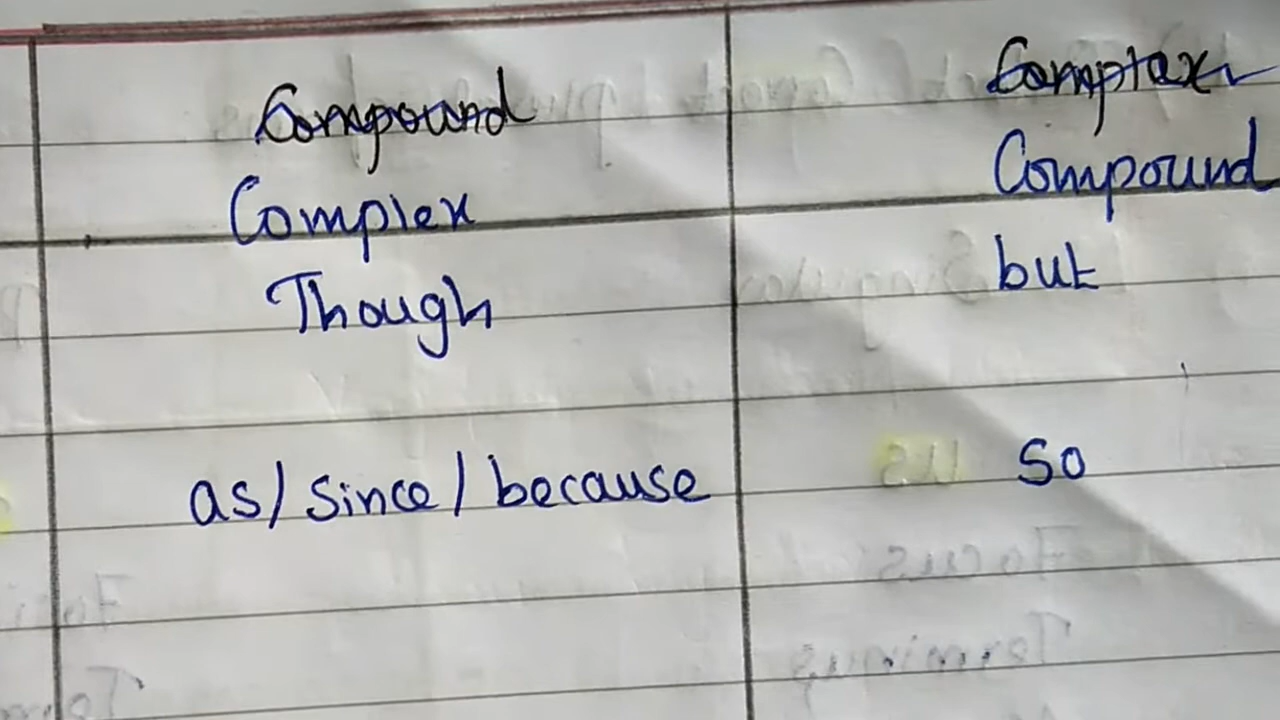 Compound Complex
Complex Compound
Though but
as/since/because so